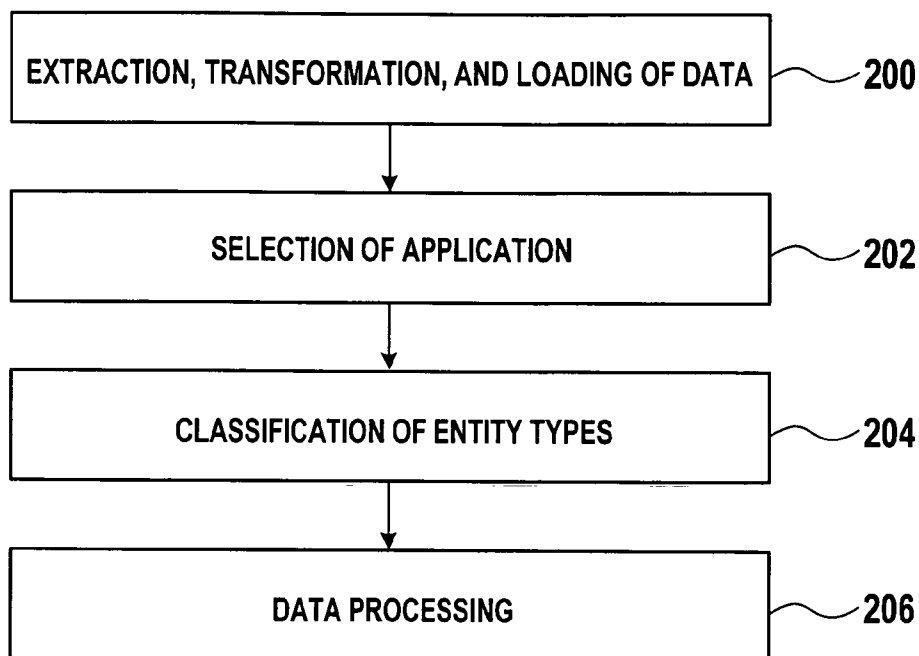 EXTRACTION, TRANSFORMATION, AND LOADING OF DATA 200
SELECTION OF APPLICATION 202
CLASSIFICATION OF ENTITY TYPES 204
DATA PROCESSING 206